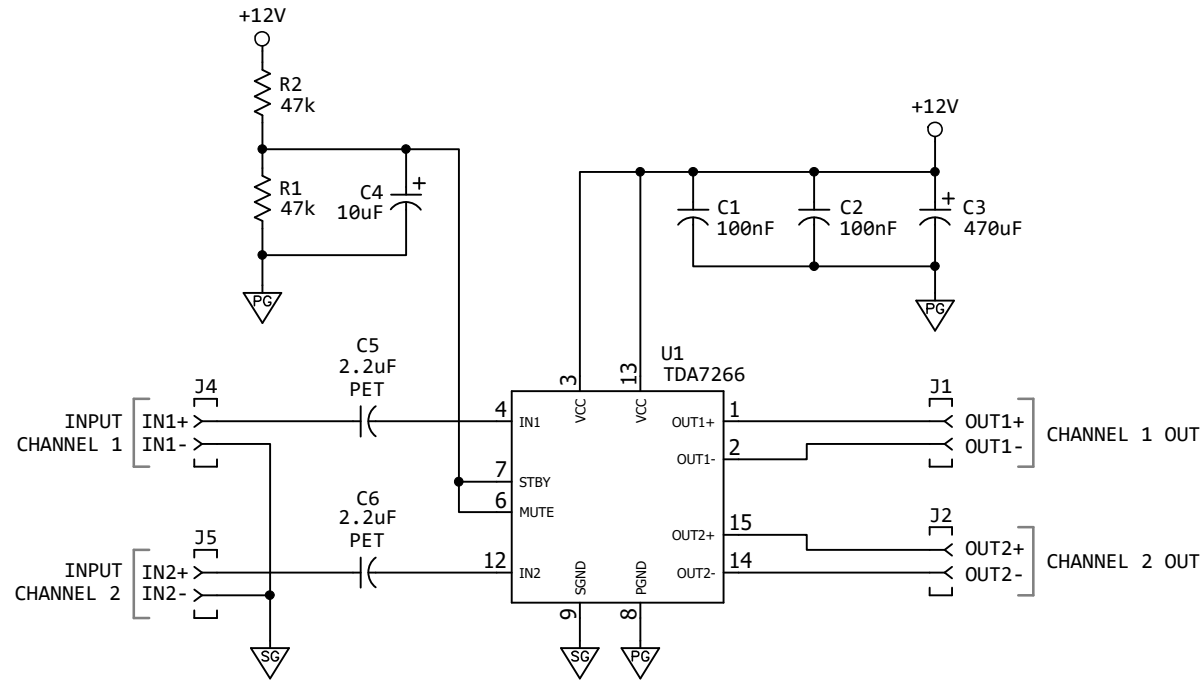 +12V
R2
47k
R1
47k
C4
10uF
+
PG
+12V
C1
100nF
C2
100nF
+
C3
470uF
PG
C5
2.2uF
PET
U1
TDA7266
J4
INPUT
CHANNEL 1
IN1+
IN1-
J5
INPUT
CHANNEL 2
IN2+
IN2-
C6
2.2uF
PET
SG
3
VCC
13
VCC
4
IN1
7
STBY
6
MUTE
12
IN2
OUT1+
1
OUT1-
2
OUT2+
15
OUT2-
14
SGND
9
PGND
8
SG
PG
J1
OUT1+
OUT1-
CHANNEL 1 OUT
J2
OUT2+
OUT2-
CHANNEL 2 OUT